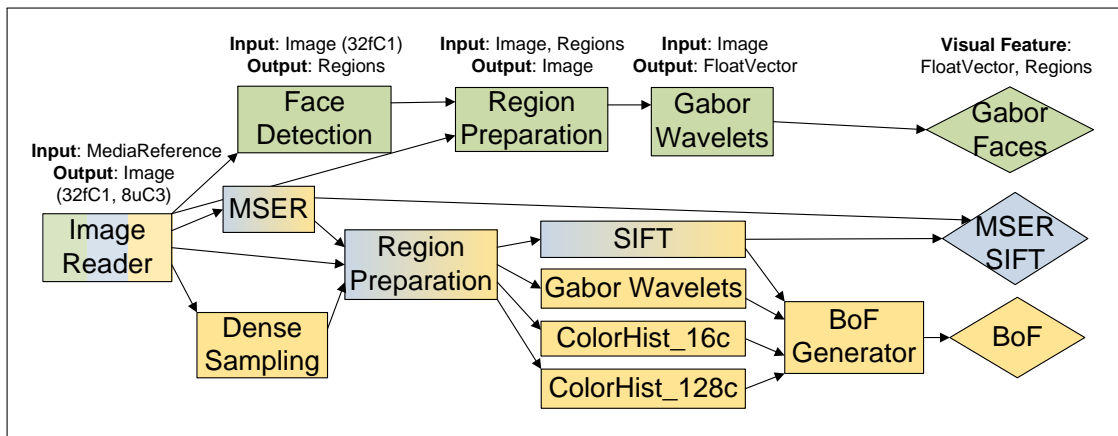 Input: Image (32fC1)
Output: Regions
Input: Image, Regions
Output: Image
Input: Image
Output: FloatVector
Visual Feature:
FloatVector, Regions
Face
Detection
Region
Preparation
Gabor
Wavelets
Gabor
Faces
Input: MediaReference
Output: Image
(32fC1, 8uC3)
Image
Reader
MSER
Region
Preparation
SIFT
MSER
SIFT
Gabor Wavelets
Dense
Sampling
ColorHist_16c
ColorHist_128c
BoF
Generator
BoF